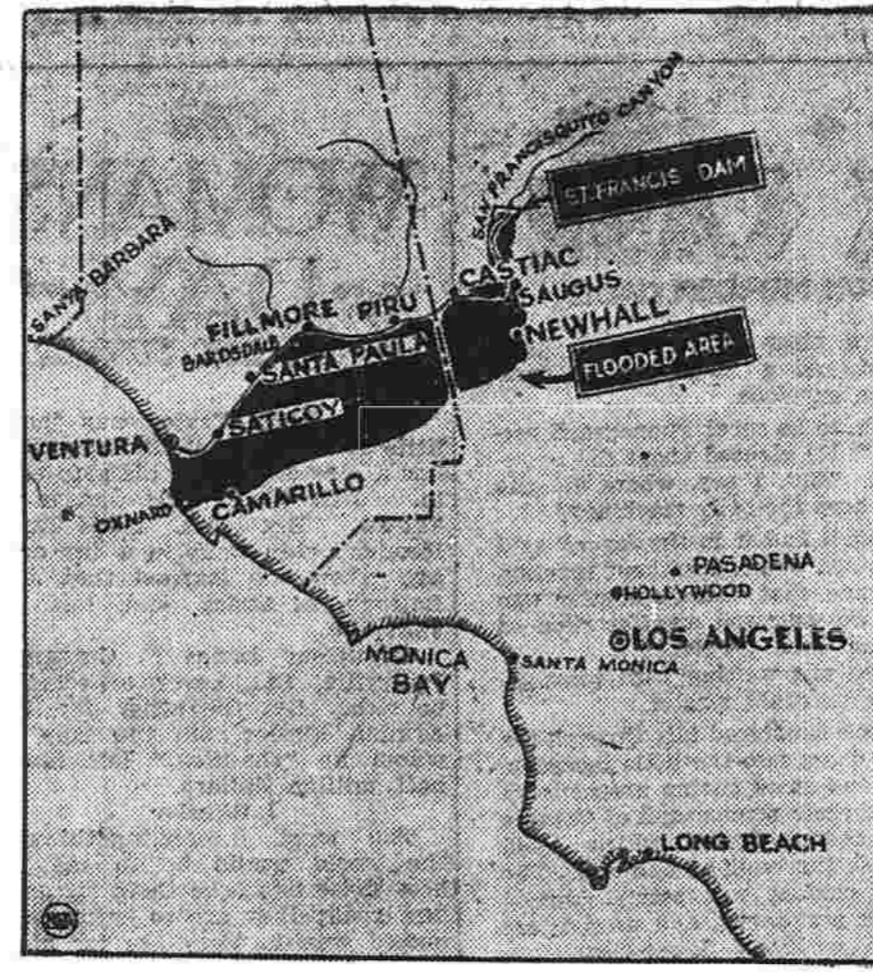 SAN FRANCISQUITO CANYON
ST. FRANCIS DAM
SANTA BARBARA
CASTIAC
SAUGUS
FILLMORE
PIRU
NEWHALL
BARDSDALE
SANTA PAULA
FLOODED AREA
SATICOY
VENTURA
CAMARILLO
OXNARD
PASADENA
HOLLYWOOD
LOS ANGELES
MONICA
BAY
SANTA MONICA
LONG BEACH